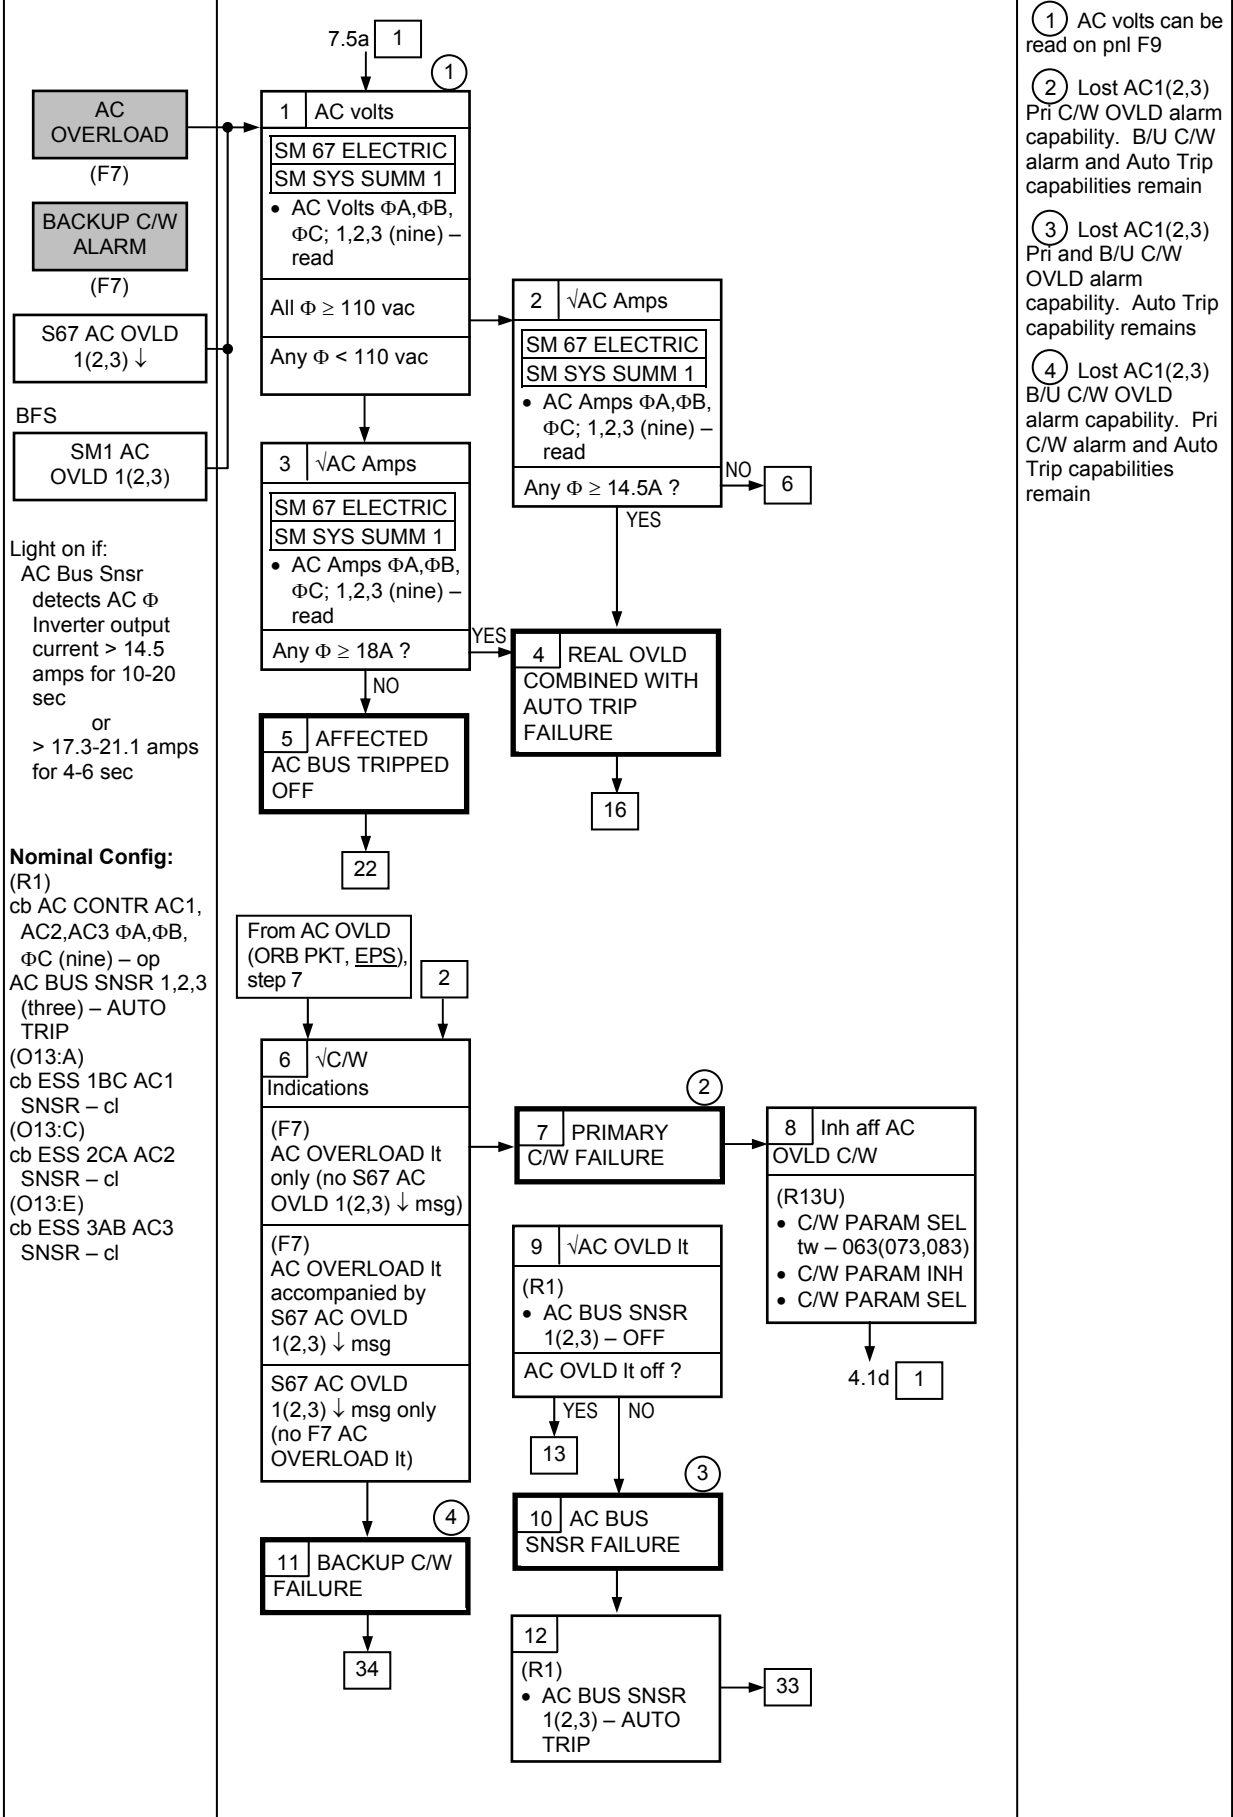 AC
OVERLOAD
(F7)
BACKUP C/W
ALARM
(F7)
S67 AC OVLD
1(2,3) ↓
BFS
SM1 AC
OVLD 1(2,3)
Light on if:
AC Bus Snsr
detects AC Φ
Inverter output
current > 14.5
amps for 10-20
sec
or
> 17.3-21.1 amps
for 4-6 sec
Nominal Config:
(R1)
cb AC CONTR AC1,
AC2,AC3 ΦA,ΦB,
ΦC (nine) – op
AC BUS SNSR 1,2,3
(three) – AUTO
TRIP
(O13:A)
cb ESS 1BC AC1
SNSR – cl
(O13:C)
cb ESS 2CA AC2
SNSR – cl
(O13:E)
cb ESS 3AB AC3
SNSR – cl
7.5a 1
1
1 AC volts
SM 67 ELECTRIC
SM SYS SUMM 1
• AC Volts ΦA,ΦB,
ΦC; 1,2,3 (nine) –
read
All Φ ≥ 110 vac
Any Φ < 110 vac
2 √AC Amps
SM 67 ELECTRIC
SM SYS SUMM 1
• AC Amps ΦA,ΦB,
ΦC; 1,2,3 (nine) –
read
Any Φ ≥ 14.5A ?
NO
6
YES
3 √AC Amps
SM 67 ELECTRIC
SM SYS SUMM 1
• AC Amps ΦA,ΦB,
ΦC; 1,2,3 (nine) –
read
Any Φ ≥ 18A ?
YES
NO
4 REAL OVLD
COMBINED WITH
AUTO TRIP
FAILURE
16
5 AFFECTED
AC BUS TRIPPED
OFF
22
From AC OVLD
(ORB PKT, EPS),
step 7
2
6 √C/W
Indications
(F7)
AC OVERLOAD lt
only (no S67 AC
OVLD 1(2,3) ↓ msg)
(F7)
AC OVERLOAD lt
accompanied by
S67 AC OVLD
1(2,3) ↓ msg
S67 AC OVLD
1(2,3) ↓ msg only
(no F7 AC
OVERLOAD lt)
2
7 PRIMARY
C/W FAILURE
8 Inh aff AC
OVLD C/W
(R13U)
• C/W PARAM SEL
tw – 063(073,083)
• C/W PARAM INH
• C/W PARAM SEL
4.1d 1
9 √AC OVLD lt
(R1)
• AC BUS SNSR
1(2,3) – OFF
AC OVLD lt off ?
YES
NO
13
3
10 AC BUS
SNSR FAILURE
4
11 BACKUP C/W
FAILURE
34
12
(R1)
• AC BUS SNSR
1(2,3) – AUTO
TRIP
33
1 AC volts can be
read on pnl F9
2 Lost AC1(2,3)
Pri C/W OVLD alarm
capability. B/U C/W
alarm and Auto Trip
capabilities remain
3 Lost AC1(2,3)
Pri and B/U C/W
OVLD alarm
capability. Auto Trip
capability remains
4 Lost AC1(2,3)
B/U C/W OVLD
alarm capability. Pri
C/W alarm and Auto
Trip capabilities
remain